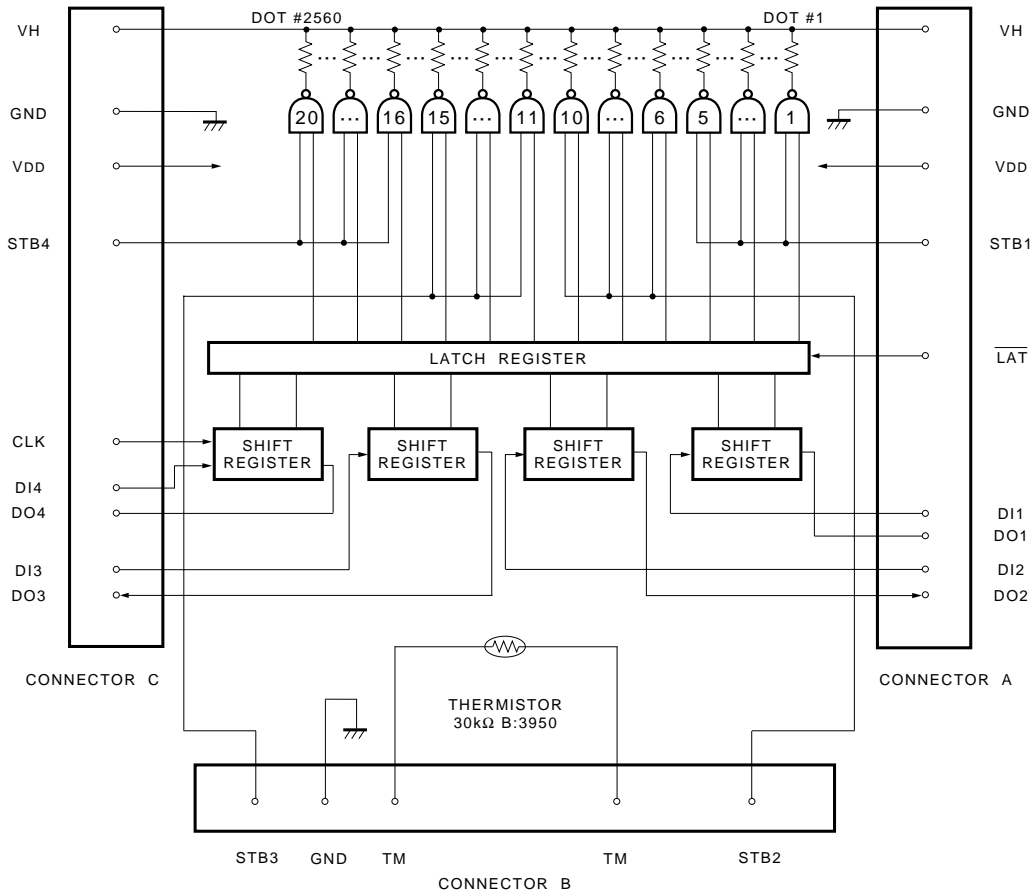 DOT #2560 DOT #1
VH VH
... ... ... ... ... ... ... ... ... ... ...
20 ... 16 15 ... 11 10 ... 6 5 ... 1
GND GND
VDD VDD
STB4 STB1
LATCH REGISTER
LAT
CLK
SHIFT REGISTER
SHIFT REGISTER
SHIFT REGISTER
SHIFT REGISTER
DI4
DO4 DI1
DO1
DI3 DI2
DO3 DO2
CONNECTOR C CONNECTOR A
THERMISTOR
30kΩ B:3950
STB3 GND TM TM STB2
CONNECTOR B